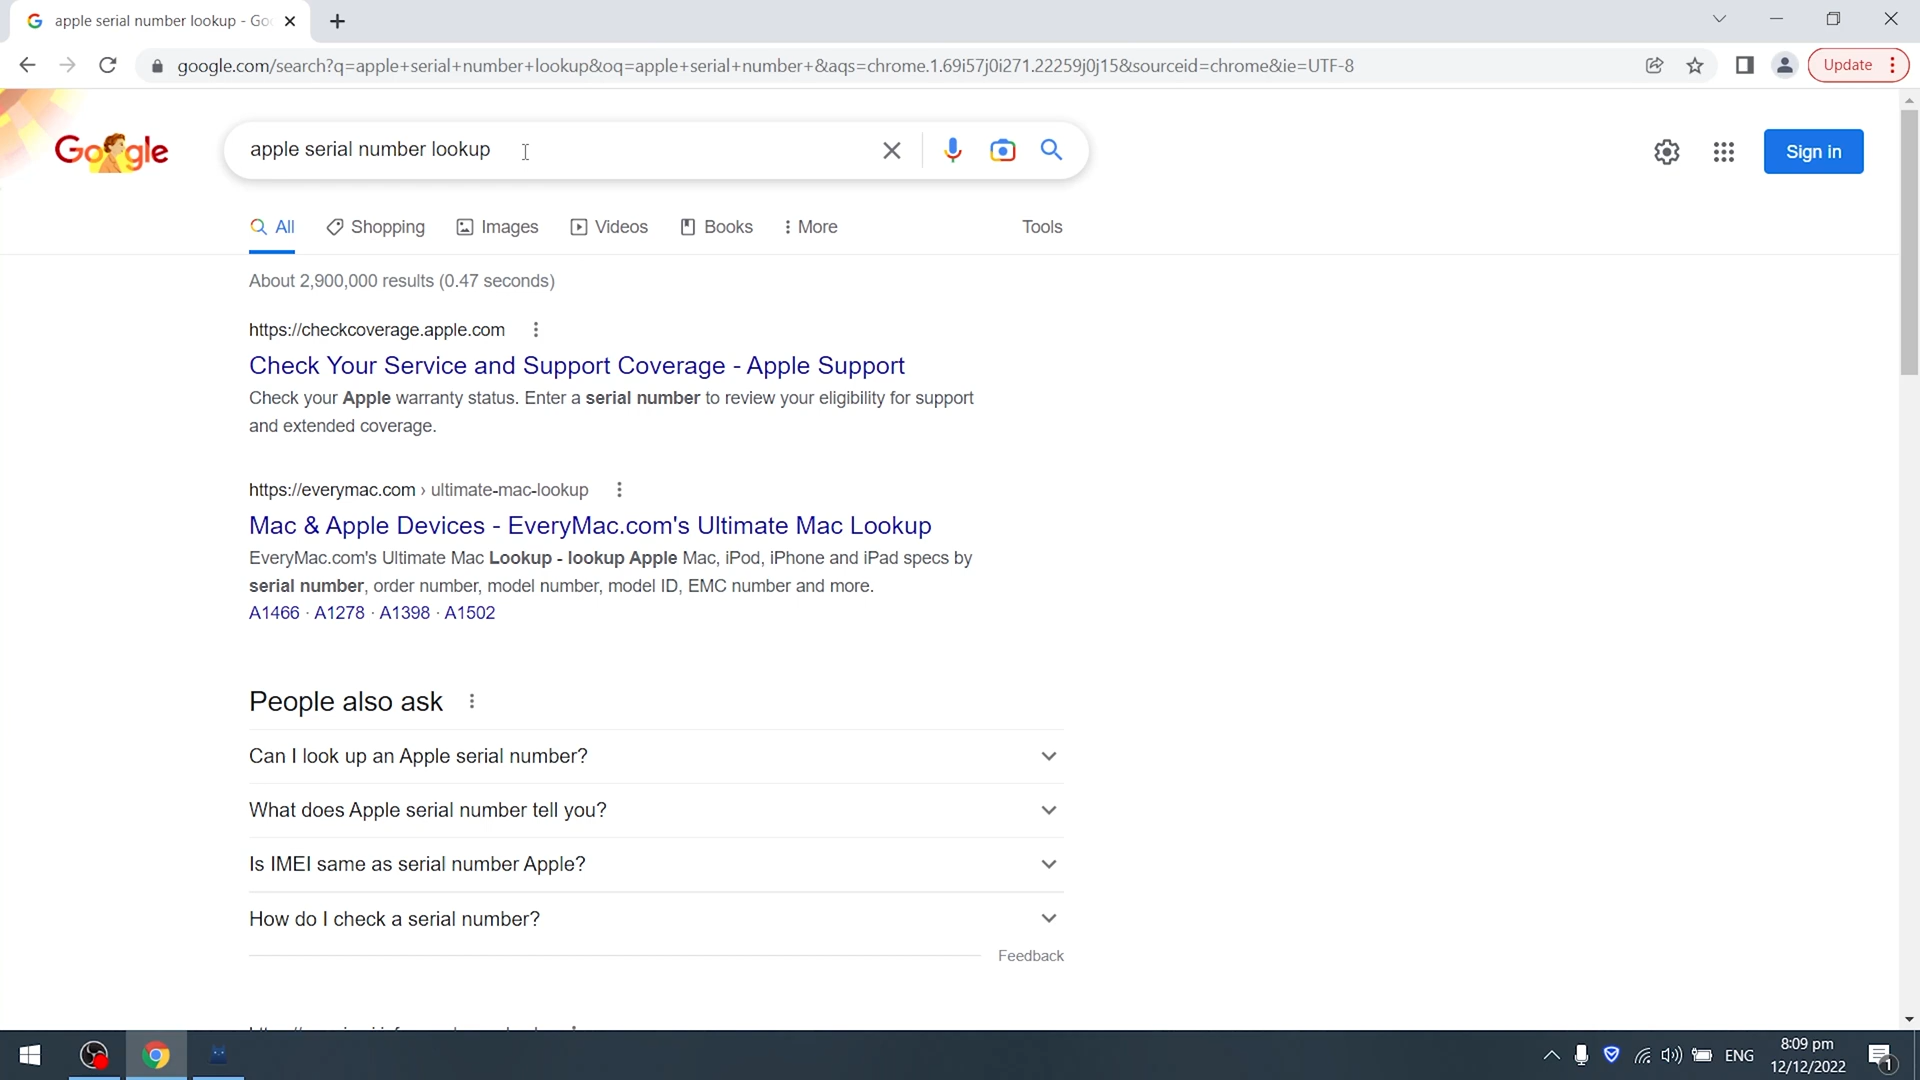 apple serial number lookup - Goo
google.com/search?q=apple+serial+number+lookup&oq=apple+serial+number+&aqs=chrome.1.69i57j0i271.22259j0j15&sourceid=chrome&ie=UTF-8
Update
Google
apple serial number lookup
Sign in
All
Shopping
Images
Videos
Books
More
Tools
About 2,900,000 results (0.47 seconds)
https://checkcoverage.apple.com
Check Your Service and Support Coverage - Apple Support
Check your Apple warranty status. Enter a serial number to review your eligibility for support
and extended coverage.
https://everymac.com › ultimate-mac-lookup
Mac & Apple Devices - EveryMac.com's Ultimate Mac Lookup
EveryMac.com's Ultimate Mac Lookup - lookup Apple Mac, iPod, iPhone and iPad specs by
serial number, order number, model number, model ID, EMC number and more.
A1466 · A1278 · A1398 · A1502
People also ask
Can I look up an Apple serial number?
What does Apple serial number tell you?
Is IMEI same as serial number Apple?
How do I check a serial number?
Feedback
ENG
8:09 pm
12/12/2022
1